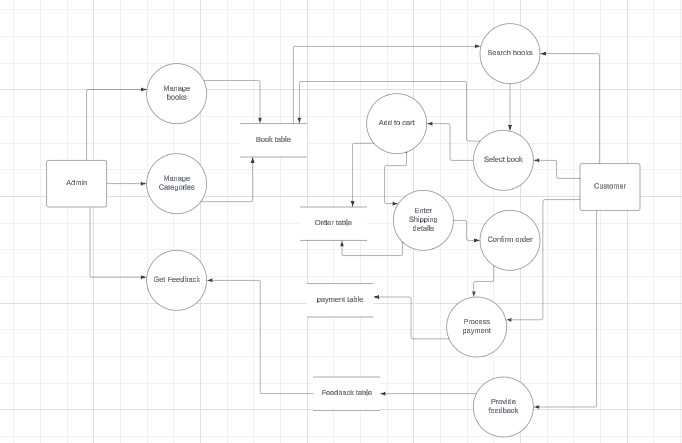 Search books
Manage
books
Add to cart
Book table
Select book
Admin
Manage
Categories
Customer
Enter
Shipping
details
Order table
Confirm order
Get Feedback
payment table
Process
payment
Feedback table
Provide
feedback